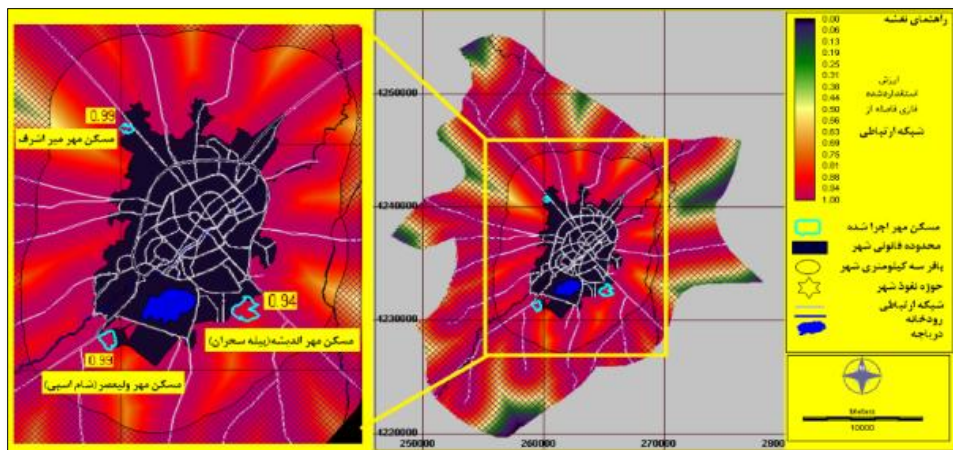 0.99
مسکن مهر میر اشرف
0.94
مسکن مهر اندیشه(پیله سحران)
0.99
مسکن مهر ولیعصر(شام اسپی)
4250000
4240000
4230000
4220000
250000
260000
270000
2800
راهنمای نقشه
0.00
0.06
0.13
0.19
0.25
0.31
0.38
0.44
0.50
0.56
0.63
0.69
0.75
0.81
0.88
0.94
1.00
ارزش
استانداردشده
فازی فاصله از
شبکه ارتباطی
مسکن مهر اجرا شده
محدوده قانونی شهر
بافر سه کیلومتری شهر
حوزه نفوذ شهر
شبکه ارتباطی
رودخانه
دریاچه
Meters
10000